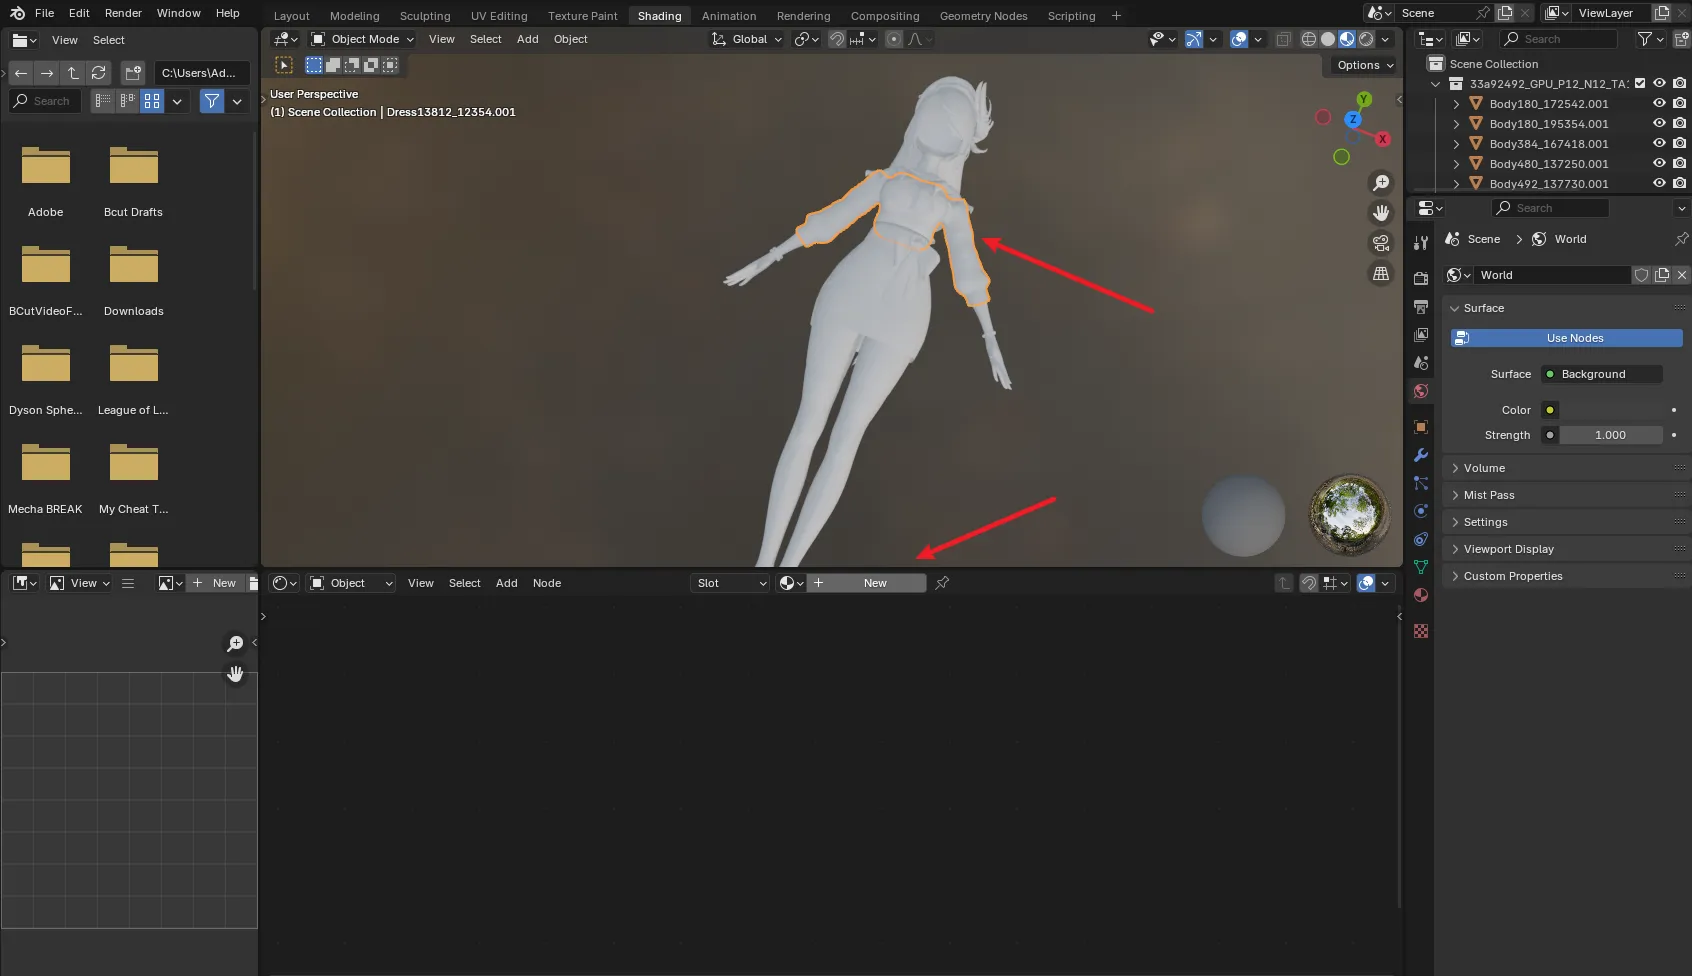 File Edit Render Window Help
Layout Modeling Sculpting UV Editing Texture Paint Shading Animation Rendering Compositing Geometry Nodes Scripting +
Scene
ViewLayer
View Select
C:\Users\Ad...
Search
Adobe
Bcut Drafts
BCutVideoF...
Downloads
Dyson Sphe...
League of L...
Mecha BREAK
My Cheat T...
Object Mode View Select Add Object
Global
Options
User Perspective
(1) Scene Collection | Dress13812_12354.001
Y
Z
X
Search
Scene Collection
33a92492_GPU_P12_N12_TA
Body180_172542.001
Body180_195354.001
Body384_167418.001
Body480_137250.001
Body492_137730.001
Search
Scene > World
World
Surface
Use Nodes
Surface Background
Color
Strength 1.000
Volume
Mist Pass
Settings
Viewport Display
Custom Properties
View + New
Object View Select Add Node
Slot
+ New